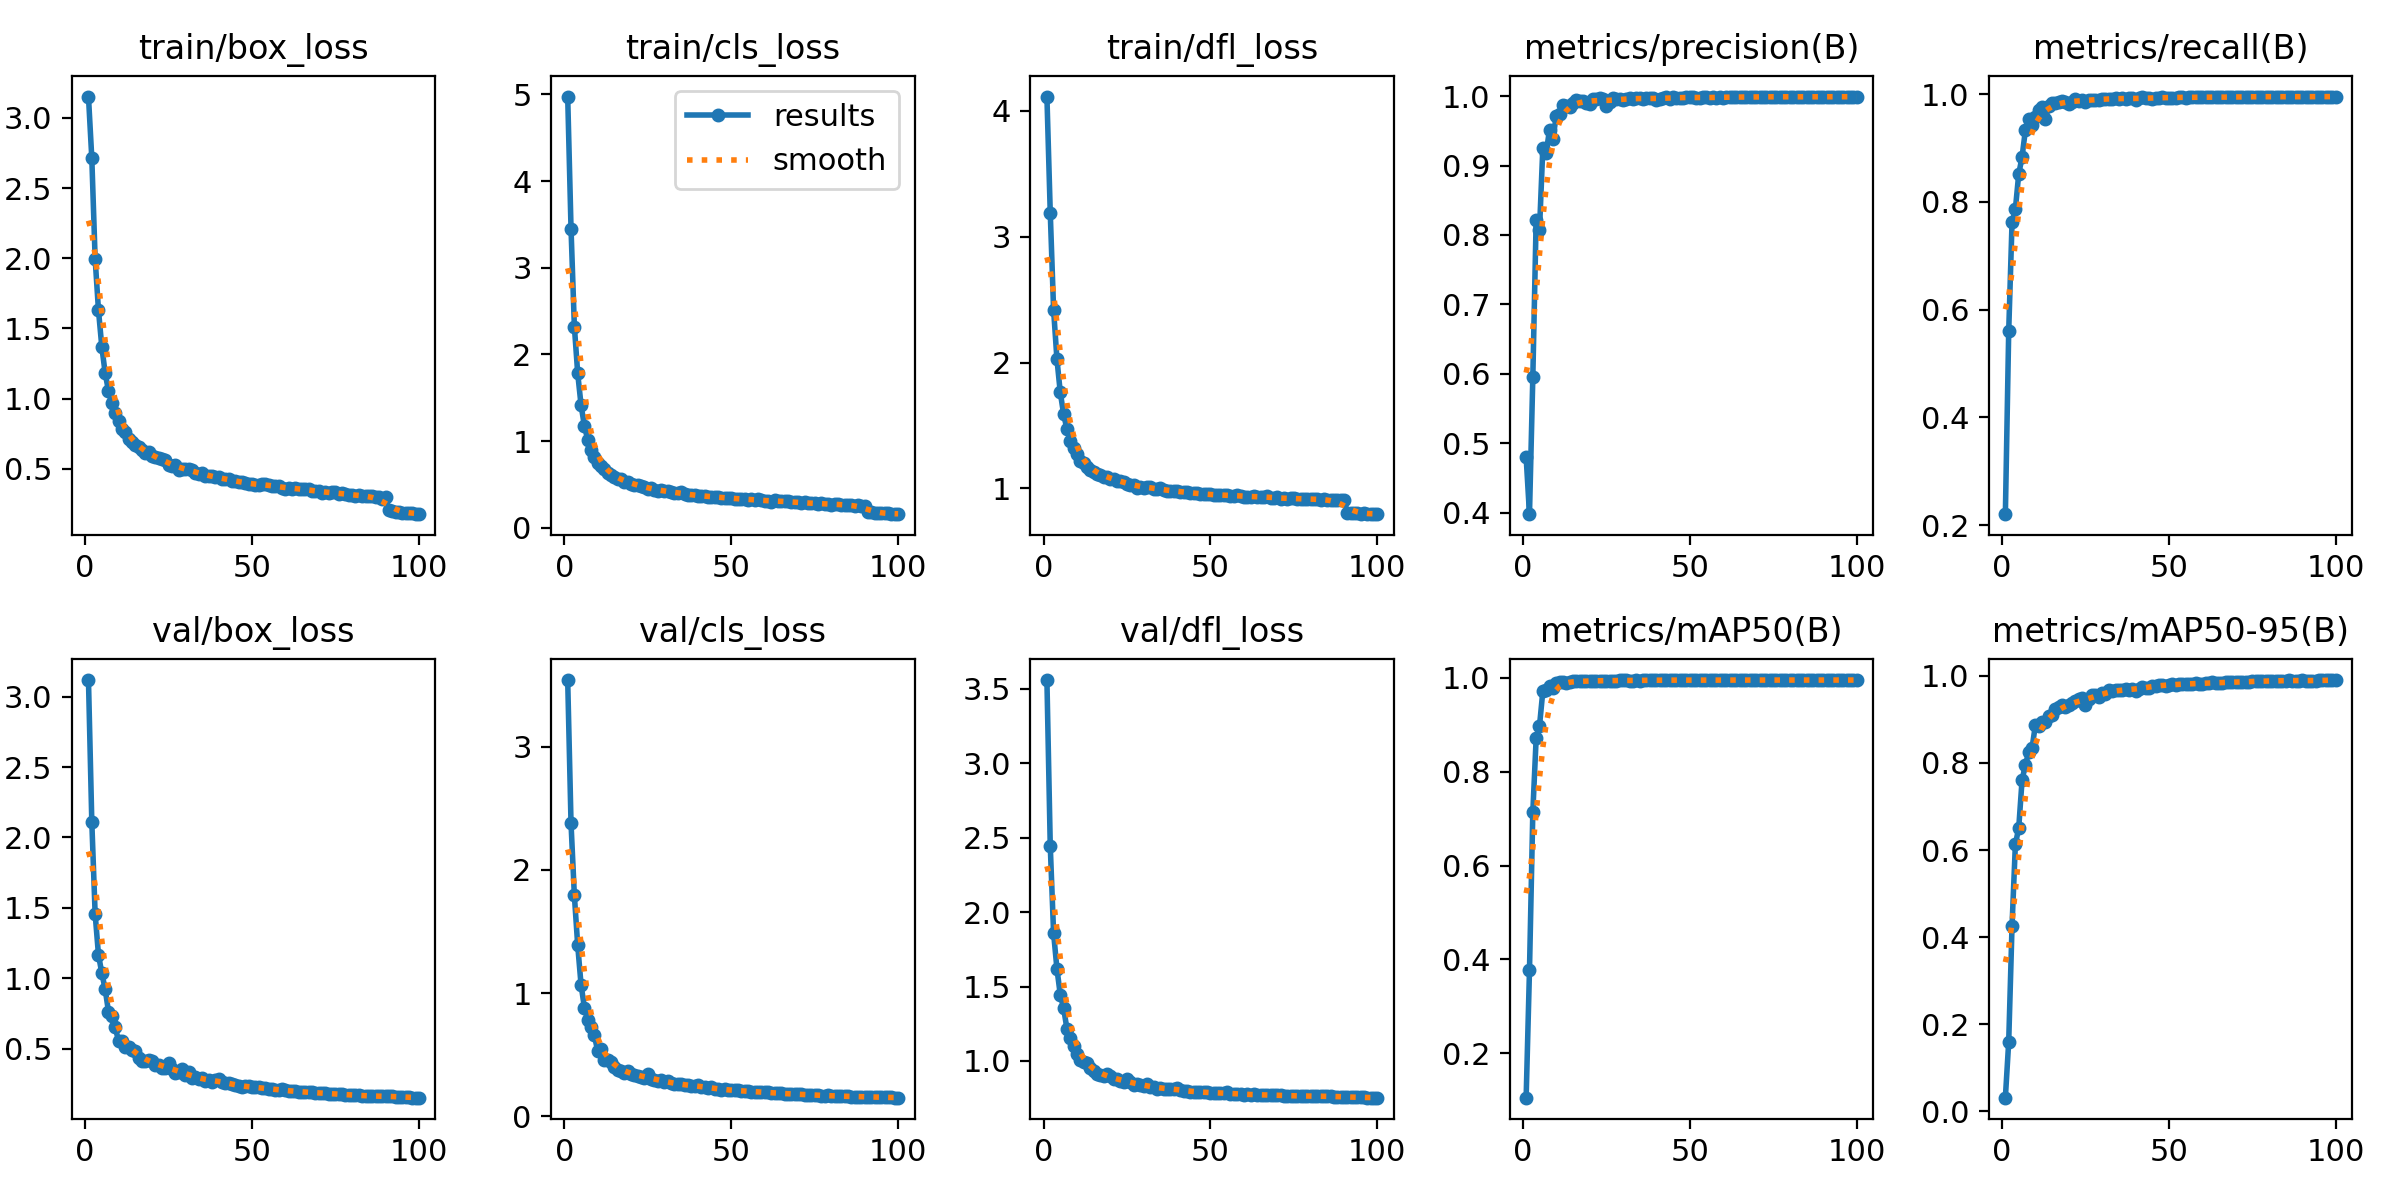 train/box_loss
3.0
2.5
2.0
1.5
1.0
0.5
0 50 100
train/cls_loss
results
smooth
5
4
3
2
1
0
0 50 100
train/dfl_loss
4
3
2
1
0 50 100
metrics/precision(B)
1.0
0.9
0.8
0.7
0.6
0.5
0.4
0 50 100
metrics/recall(B)
1.0
0.8
0.6
0.4
0.2
0 50 100
val/box_loss
3.0
2.5
2.0
1.5
1.0
0.5
0 50 100
val/cls_loss
3
2
1
0
0 50 100
val/dfl_loss
3.5
3.0
2.5
2.0
1.5
1.0
0 50 100
metrics/mAP50(B)
1.0
0.8
0.6
0.4
0.2
0 50 100
metrics/mAP50-95(B)
1.0
0.8
0.6
0.4
0.2
0.0
0 50 100